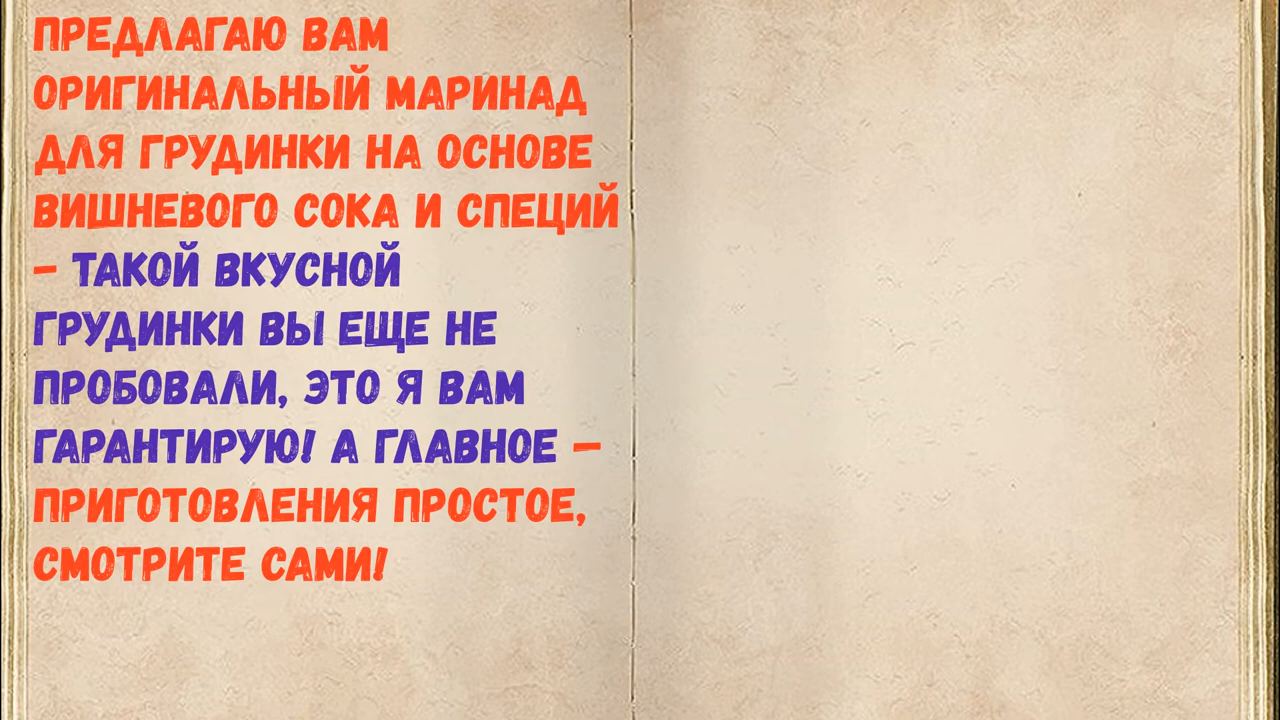 ПРЕДЛАГАЮ ВАМ
ОРИГИНАЛЬНЫЙ МАРИНАД
ДЛЯ ГРУДИНКИ НА ОСНОВЕ
ВИШНЕВОГО СОКА И СПЕЦИЙ
– ТАКОЙ ВКУСНОЙ
ГРУДИНКИ ВЫ ЕЩЕ НЕ
ПРОБОВАЛИ, ЭТО Я ВАМ
ГАРАНТИРУЮ! А ГЛАВНОЕ –
ПРИГОТОВЛЕНИЯ ПРОСТОЕ,
СМОТРИТЕ САМИ!